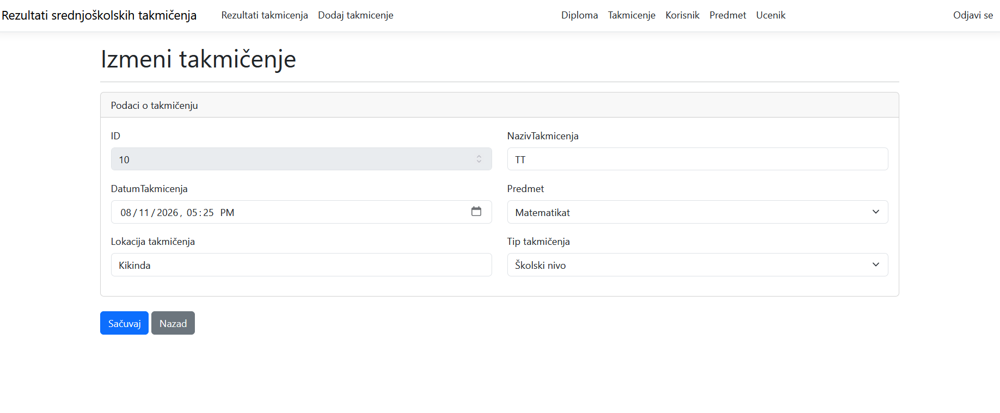 Rezultati srednjoškolskih takmičenja Rezultati takmicenja Dodaj takmicenje Diploma Takmicenje Korisnik Predmet Ucenik Odjavi se
Izmeni takmičenje
Podaci o takmičenju
ID NazivTakmicenja
10 TT
DatumTakmicenja Predmet
08/11/2026, 05:25 PM Matematikat
Lokacija takmičenja Tip takmičenja
Kikinda Školski nivo
Sačuvaj Nazad